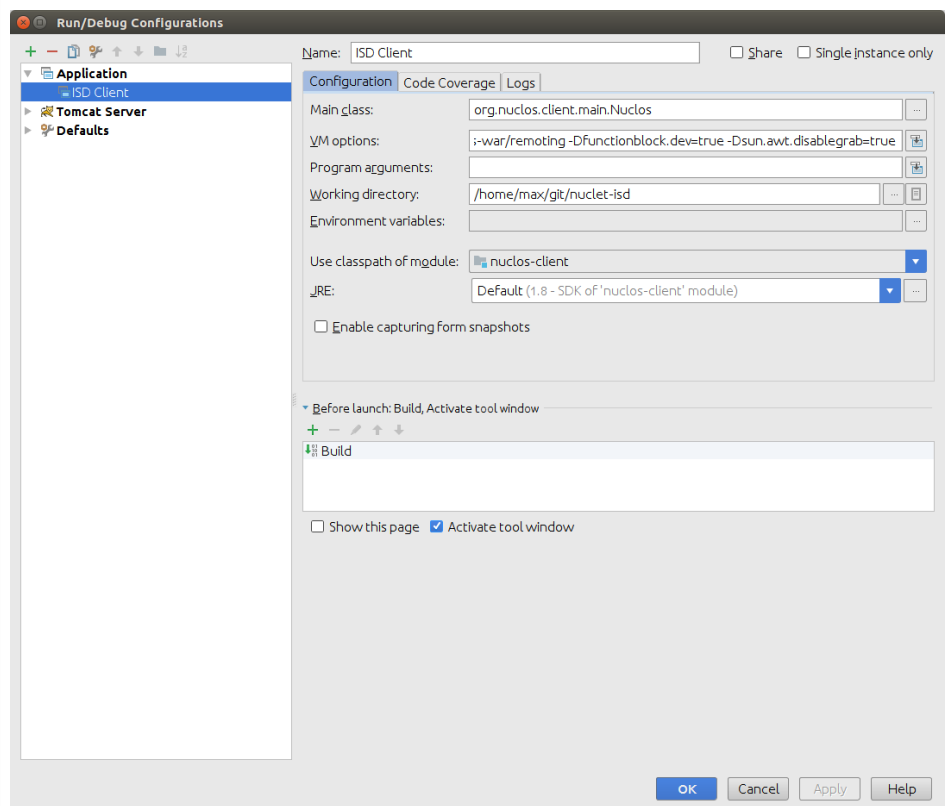 Run/Debug Configurations
Name: ISD Client Share Single instance only
Application
ISD Client
Tomcat Server
Defaults
Configuration Code Coverage Logs
Main class: org.nuclos.client.main.Nuclos ...
VM options: s-war/remoting -Dfunctionblock.dev=true -Dsun.awt.disablegrab=true
Program arguments:
Working directory: /home/max/git/nuclet-isd ...
Environment variables: ...
Use classpath of module: nuclos-client
JRE: Default (1.8 - SDK of 'nuclos-client' module) ...
Enable capturing form snapshots
Before launch: Build, Activate tool window
Build
Show this page Activate tool window
OK Cancel Apply Help